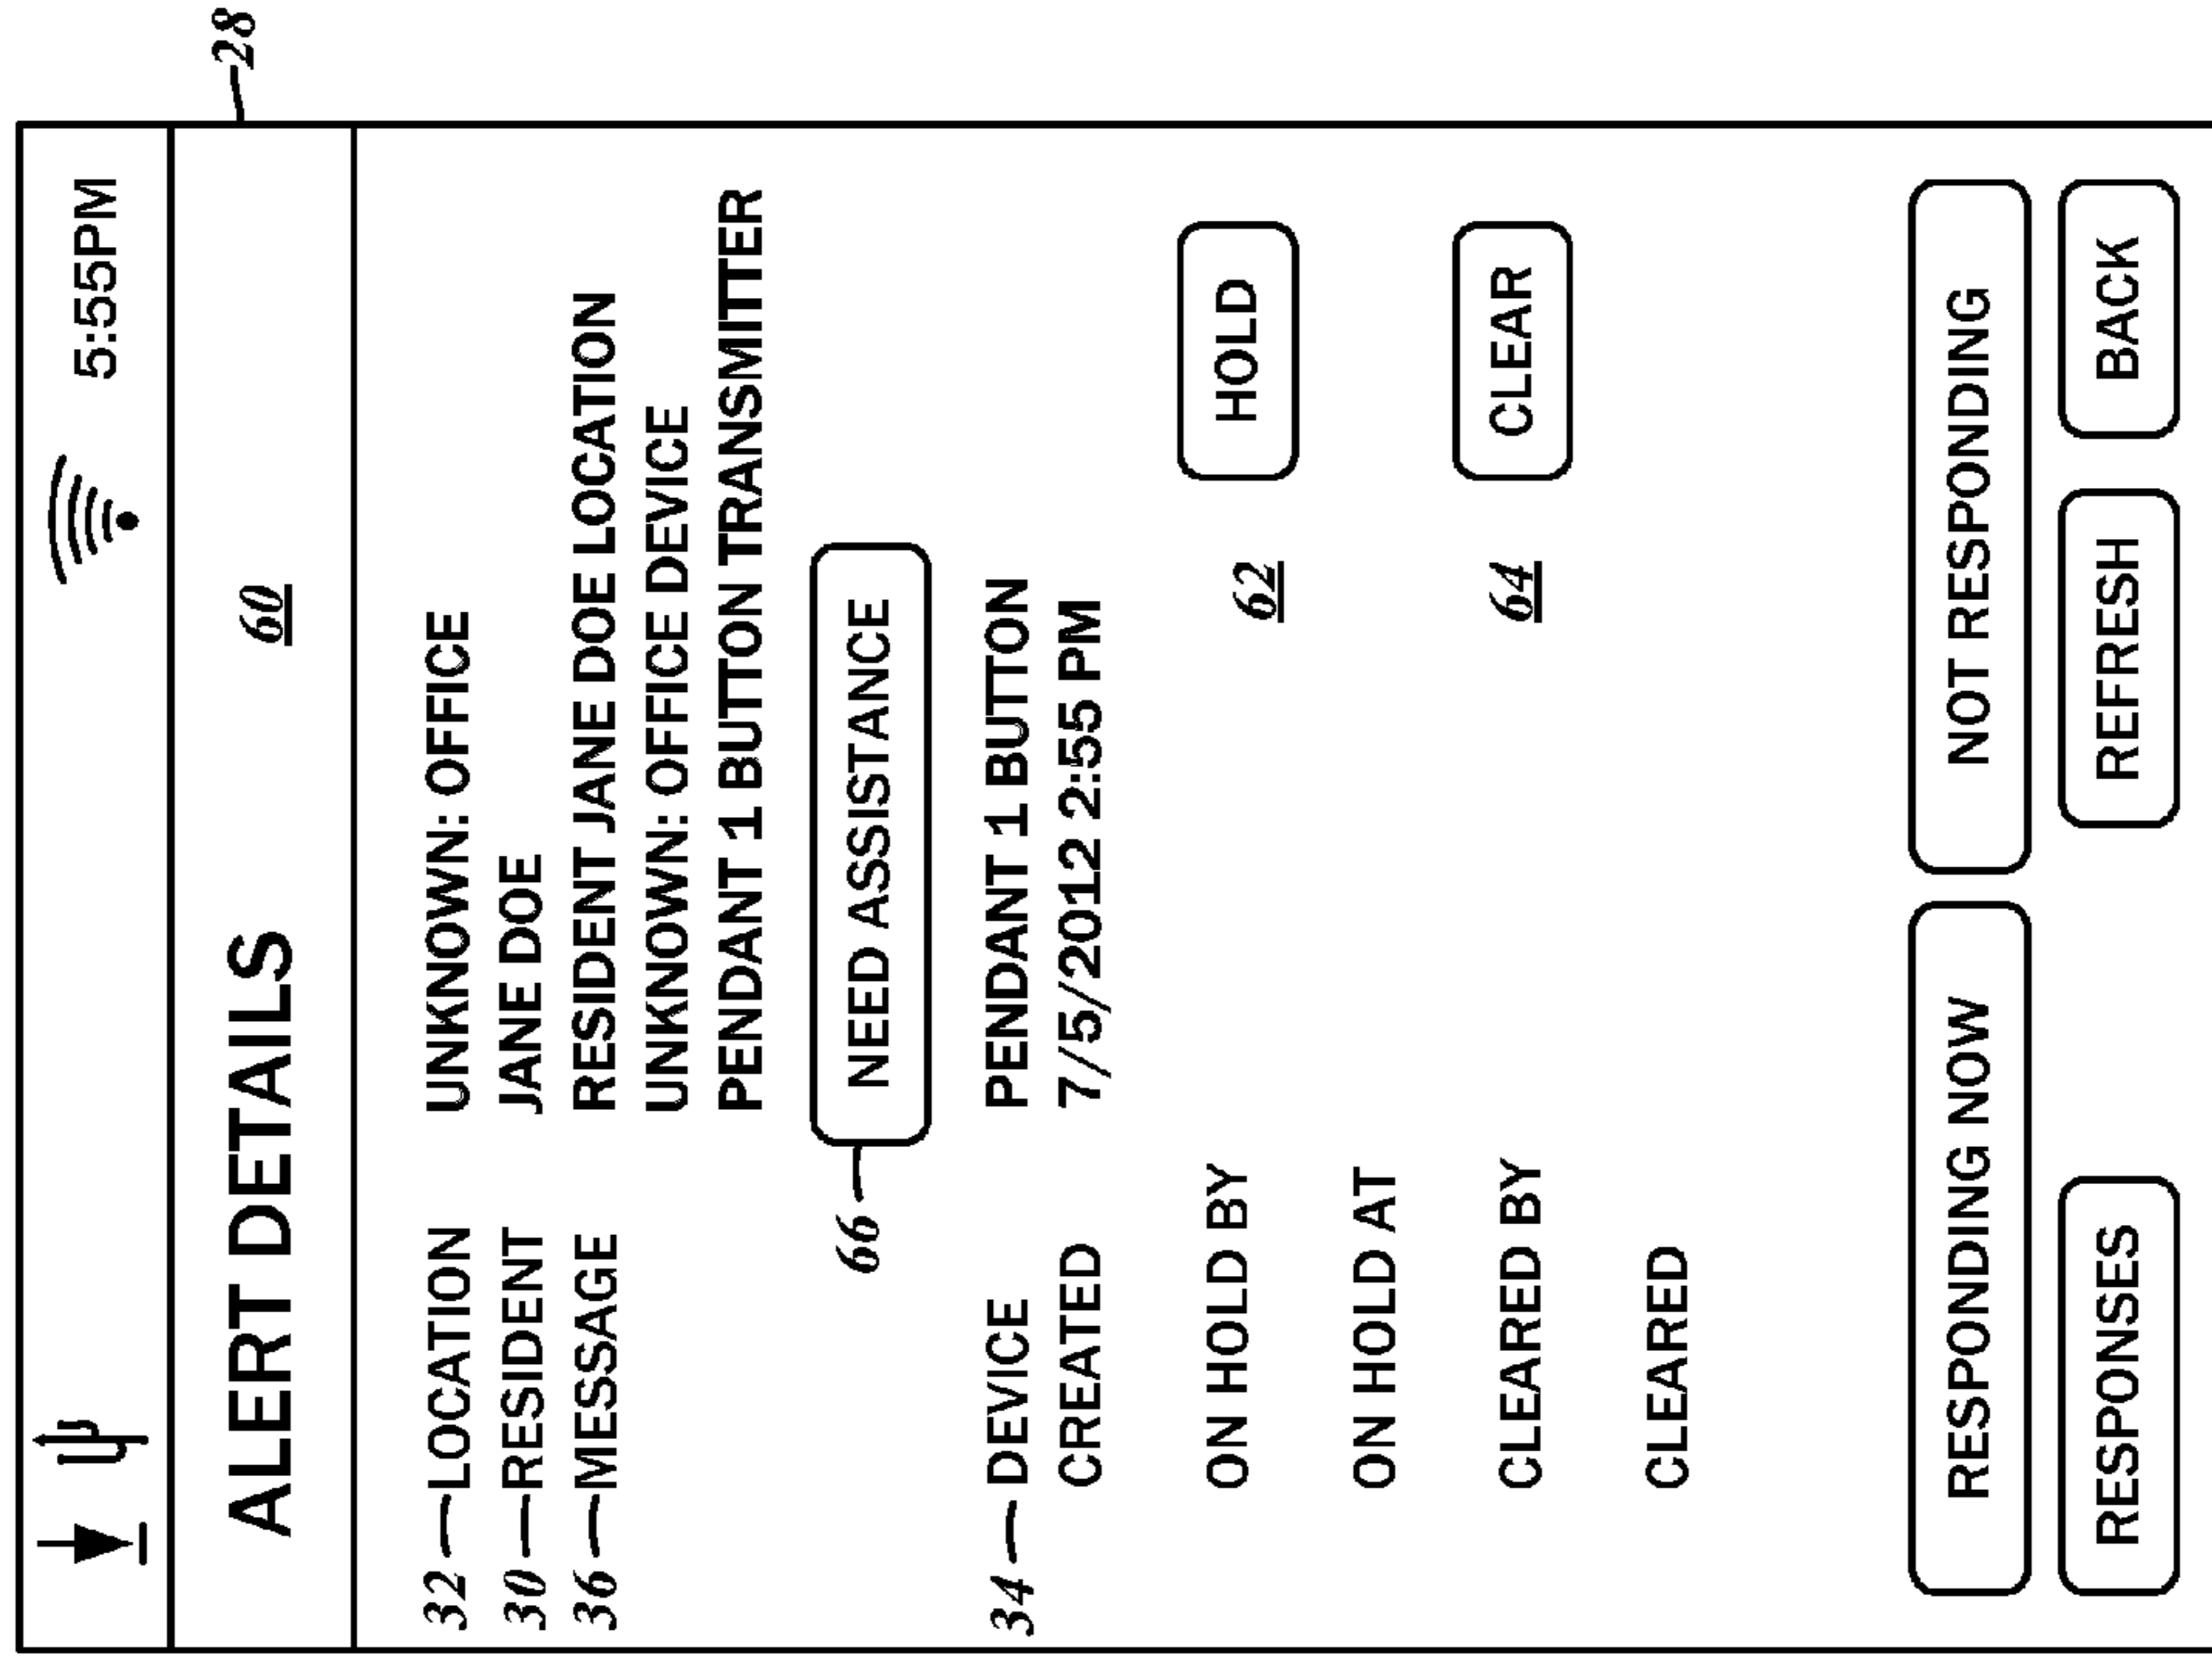 5:55PM
28
ALERT DETAILS 60
32 LOCATION UNKNOWN: OFFICE
30 RESIDENT JANE DOE
36 MESSAGE RESIDENT JANE DOE LOCATION
UNKNOWN: OFFICE DEVICE
PENDANT 1 BUTTON TRANSMITTER
66 NEED ASSISTANCE
34 DEVICE PENDANT 1 BUTTON
CREATED 7/5/2012 2:55 PM
ON HOLD BY 62 HOLD
ON HOLD AT
CLEARED BY 64 CLEAR
CLEARED
RESPONDING NOW NOT RESPONDING
RESPONSES REFRESH BACK